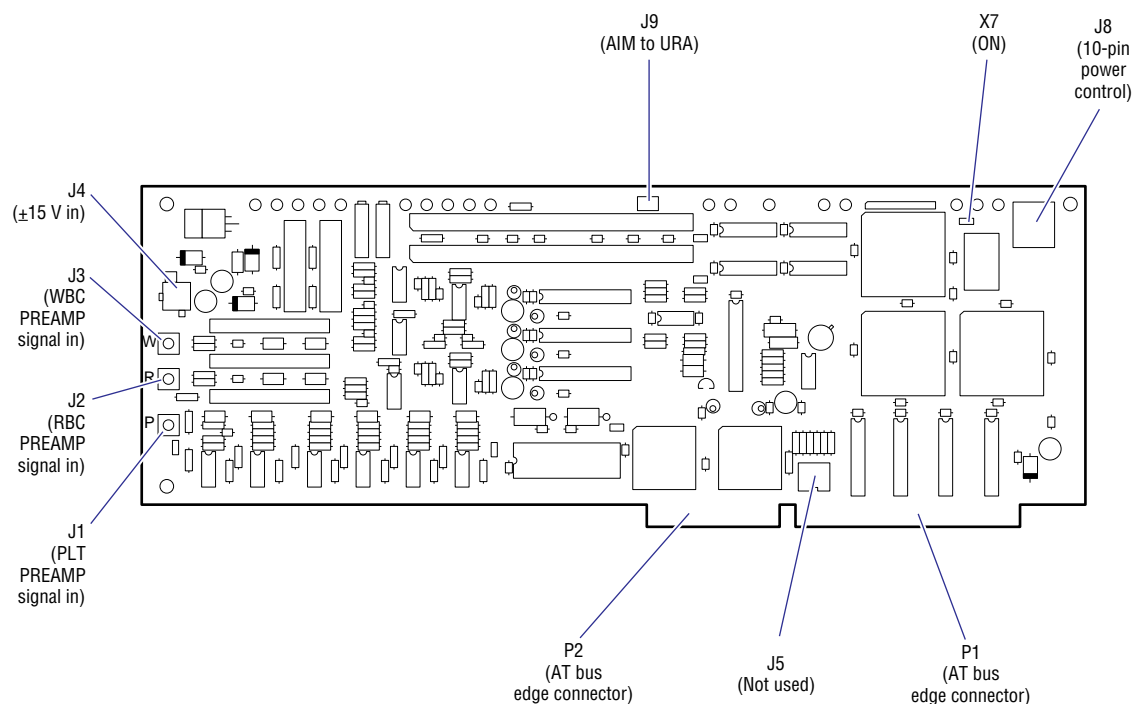 J9
(AIM to URA)
X7
(ON)
J8
(10-pin
power
control)
J4
(±15 V in)
J3
(WBC
PREAMP
signal in)
J2
(RBC
PREAMP
signal in)
J1
(PLT
PREAMP
signal in)
W
R
P
P2
(AT bus
edge connector)
J5
(Not used)
P1
(AT bus
edge connector)